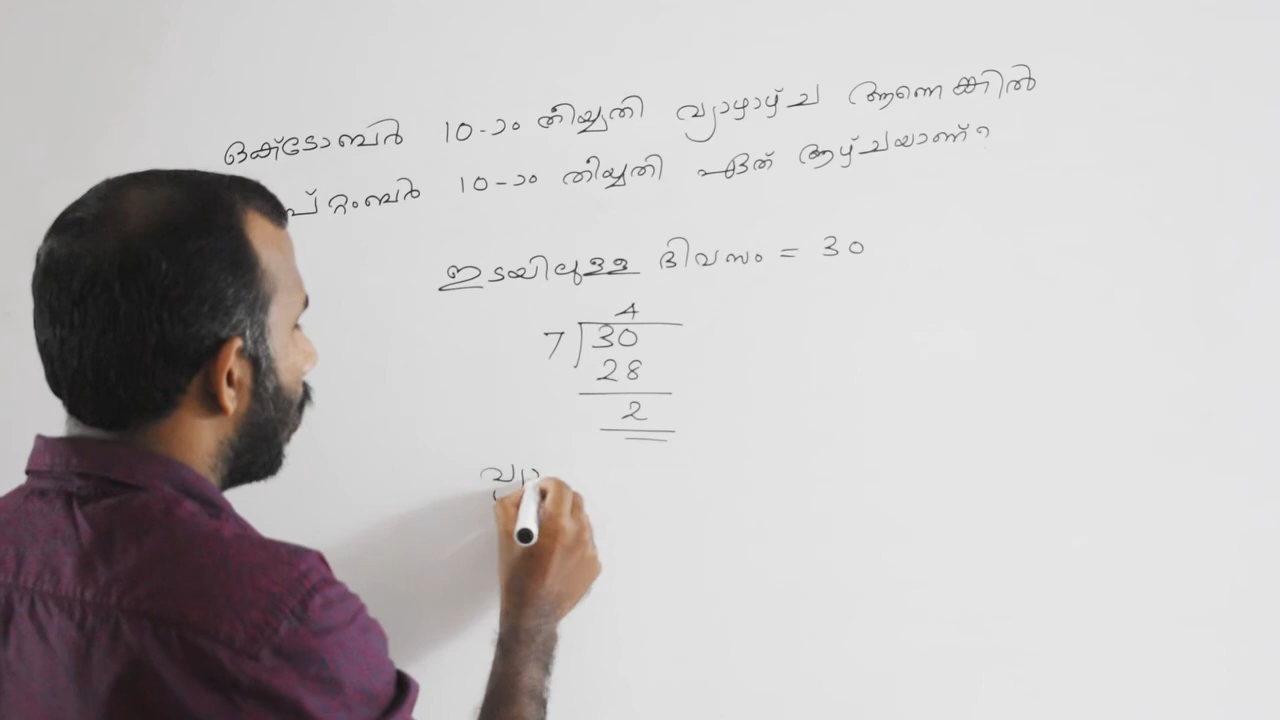 ഒക്ടോബർ 10-ാം തീയ്യതി വ്യാഴാഴ്ച ആണെങ്കിൽ
10-ാം തിയ്യതി ഏത് ആഴ്ചയാണ്?
ഇടയിലുള്ള ദിവസം = 30
4
7 30
28
2